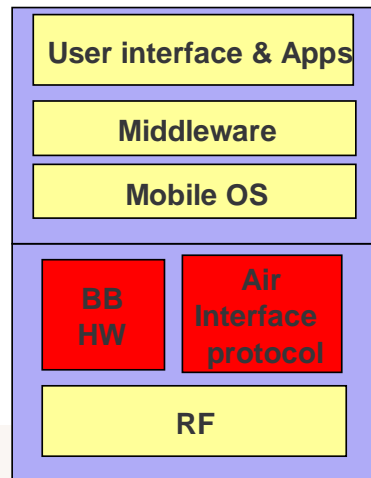 User interface & Apps
Middleware
Mobile OS
BB
HW
Air
Interface
protocol
RF